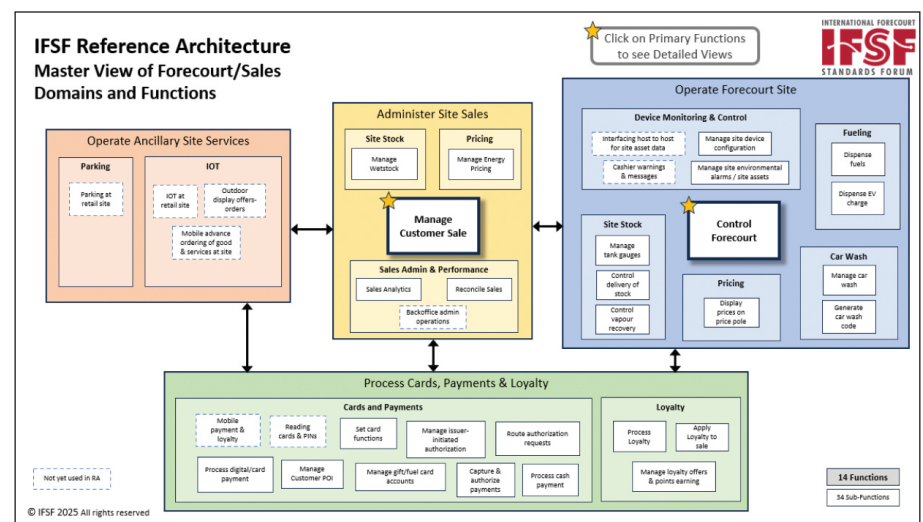 IFSF Reference Architecture
Master View of Forecourt/Sales
Domains and Functions
Click on Primary Functions
to see Detailed Views
INTERNATIONAL FORECOURT
IFSF
STANDARDS FORUM
Operate Ancillary Site Services
Parking
Parking at
retail site
IOT
IOT at
retail site
Outdoor
display offers-
orders
Mobile advance
ordering of good
& services at site
Administer Site Sales
Site Stock
Manage
Wetstock
Pricing
Manage Energy
Pricing
Manage
Customer Sale
Sales Admin & Performance
Sales Analytics
Reconcile Sales
Backoffice admin
operations
Operate Forecourt Site
Device Monitoring & Control
Interfacing host to host
for site asset data
Manage site device
configuration
Cashier warnings
& messages
Manage site environmental
alarms / site assets
Fueling
Dispense
fuels
Dispense EV
charge
Site Stock
Manage
tank gauges
Control
delivery of
stock
Control
vapour
recovery
Control
Forecourt
Pricing
Display
prices on
price pole
Car Wash
Manage car
wash
Generate
car wash
code
Process Cards, Payments & Loyalty
Cards and Payments
Mobile
payment &
loyalty
Reading
cards & PINs
Set card
functions
Manage issuer-
initiated
authorization
Route authorization
requests
Process digital/card
payment
Manage
Customer POI
Manage gift/fuel card
accounts
Capture &
authorize
payments
Process cash
payment
Loyalty
Process
Loyalty
Apply
Loyalty to
sale
Manage loyalty offers
& points earning
Not yet used in RA
14 Functions
34 Sub-Functions
© IFSF 2025 All rights reserved